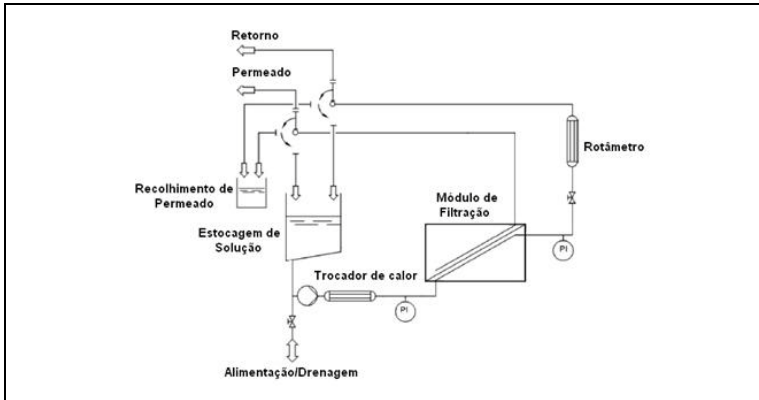 Retorno
Permeado
Rotâmetro
Recolhimento de
Permeado
Módulo de
Filtração
Estocagem de
Solução
PI
Trocador de calor
PI
Alimentação/Drenagem